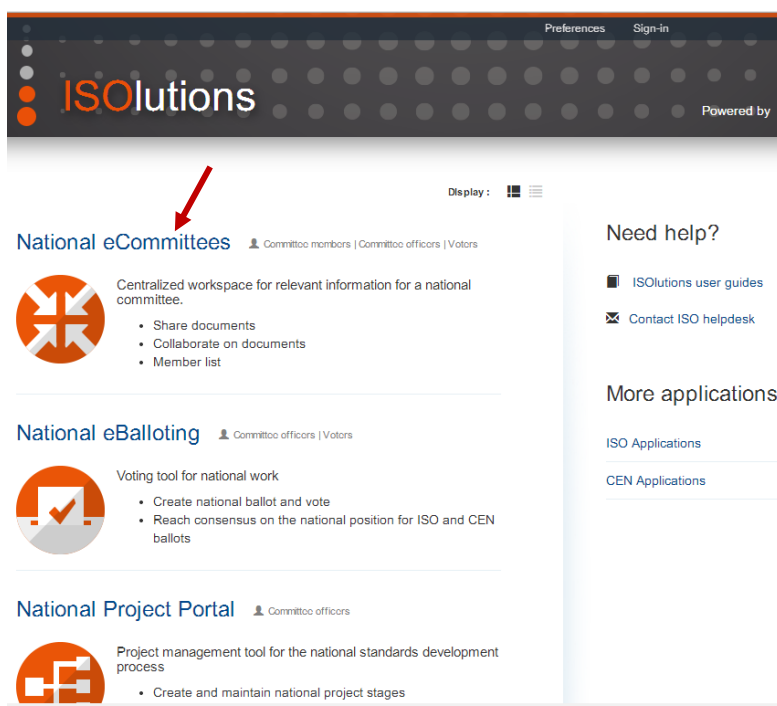 Preferences Sign-in
ISOlutions
Powered by
Display :
National eCommittees Committee members | Committee officers | Voters
Centralized workspace for relevant information for a national
committee.
• Share documents
• Collaborate on documents
• Member list
National eBalloting Committee officers | Voters
Voting tool for national work
• Create national ballot and vote
• Reach consensus on the national position for ISO and CEN
ballots
National Project Portal Committee officers
Project management tool for the national standards development
process
• Create and maintain national project stages
Need help?
ISOlutions user guides
Contact ISO helpdesk
More applications
ISO Applications
CEN Applications